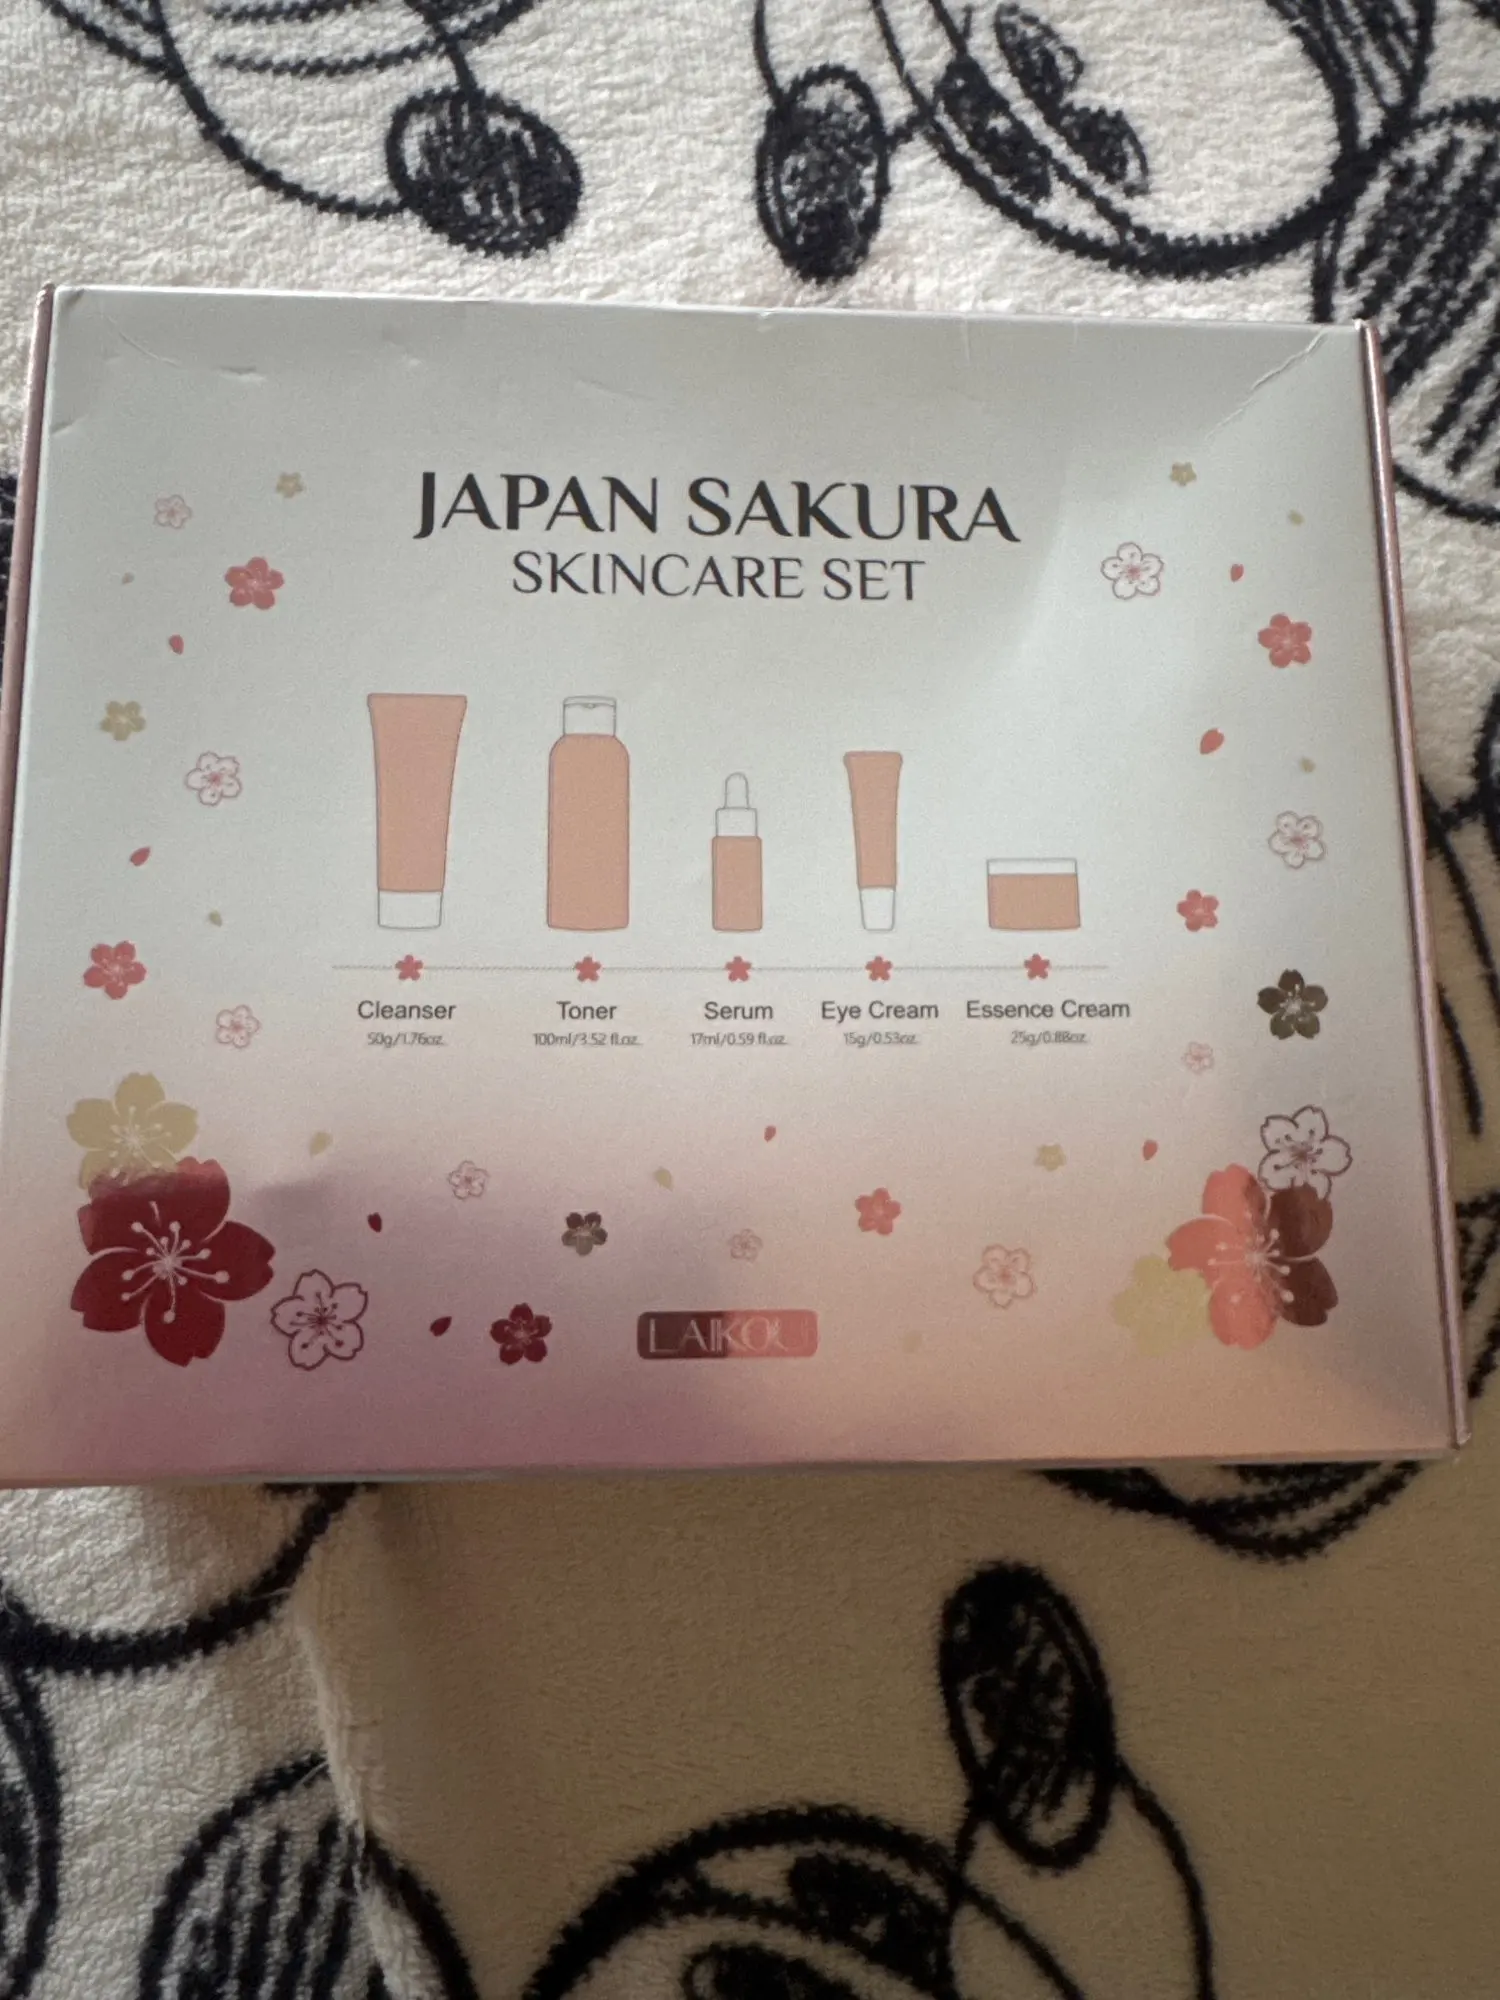 JAPAN SAKURA
SKINCARE SET
Cleanser Toner Serum Eye Cream Essence Cream
50g/1.76oz. 100ml/3.52 fl.oz. 17ml/0.59 fl.oz. 15g/0.53oz. 25g/0.88oz.
LAIKOU